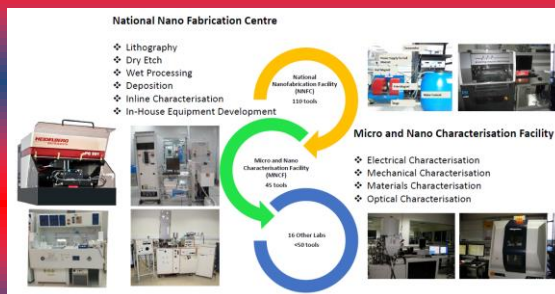 National Nano Fabrication Centre
❖ Lithography
❖ Dry Etch
❖ Wet Processing
❖ Deposition
❖ Inline Characterisation
❖ In-House Equipment Development
National
Nanofabrication Facility
(NNFC)
110 tools
Micro and Nano
Characterisation Facility
(MNCF)
45 tools
16 Other Labs
<50 tools
Micro and Nano Characterisation Facility
❖ Electrical Characterisation
❖ Mechanical Characterisation
❖ Materials Characterisation
❖ Optical Characterisation
HEIDELBERG